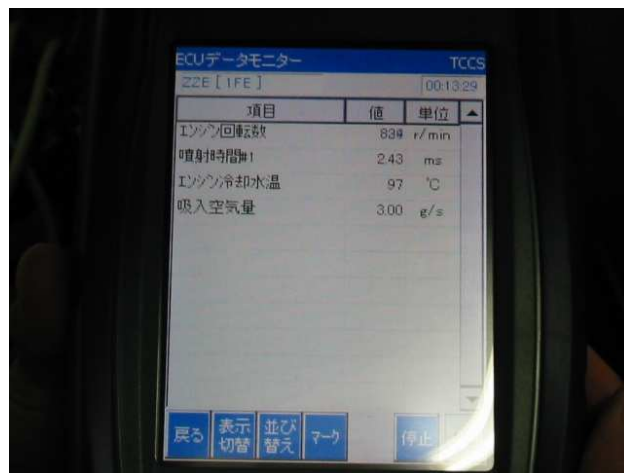 ECUデータモニター TCCS
ZZE [ 1FE ] 00:13:29
項目 値 単位
エンジン回転数 r/min
噴射時間#1 2.43 ms
エンジン冷却水温 97 ℃
吸入空気量 3.00 g/s
戻る 表示切替 並び替え マーク 停止